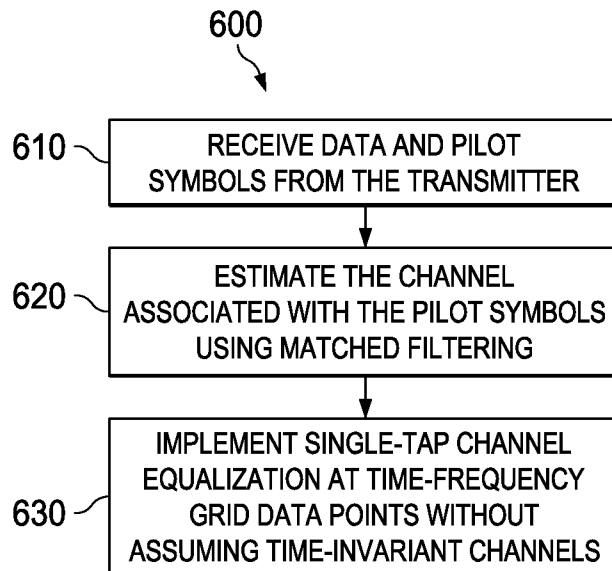 600
610
RECEIVE DATA AND PILOT
SYMBOLS FROM THE TRANSMITTER
620
ESTIMATE THE CHANNEL
ASSOCIATED WITH THE PILOT SYMBOLS
USING MATCHED FILTERING
630
IMPLEMENT SINGLE-TAP CHANNEL
EQUALIZATION AT TIME-FREQUENCY
GRID DATA POINTS WITHOUT
ASSUMING TIME-INVARIANT CHANNELS